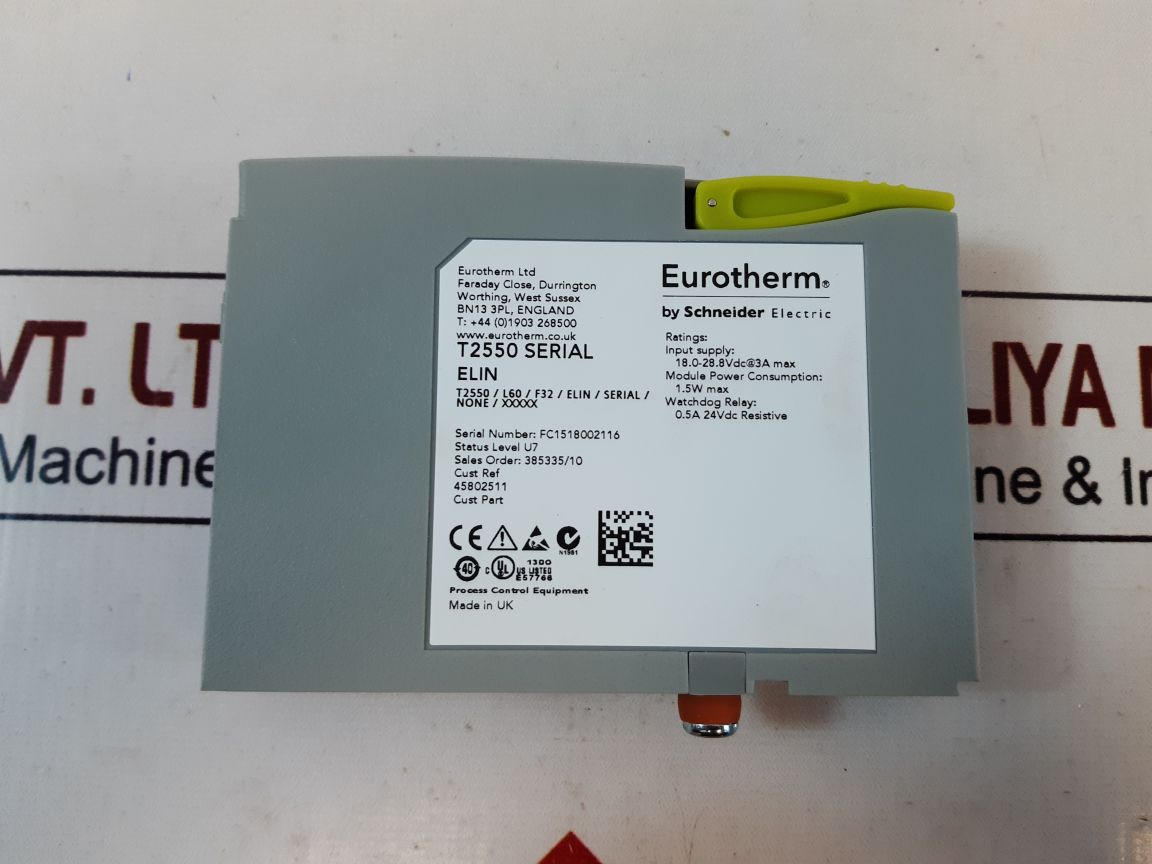 Eurotherm Ltd
Faraday Close, Durrington
Worthing, West Sussex
BN13 3PL, ENGLAND
T: +44 (0)1903 268500
www.eurotherm.co.uk
T2550 SERIAL
ELIN
T2550 / L60 / F32 / ELIN / SERIAL /
NONE / XXXXX
Serial Number: FC1518002116
Status Level U7
Sales Order: 385335/10
Cust Ref
45802511
Cust Part
CE
N1981
40
C UL US LISTED
1300
E57766
Process Control Equipment
Made in UK
Eurotherm®
by Schneider Electric
Ratings:
Input supply:
18.0-28.8Vdc@3A max
Module Power Consumption:
1.5W max
Watchdog Relay:
0.5A 24Vdc Resistive
VT. LT
LIYA
Machine
ne & In